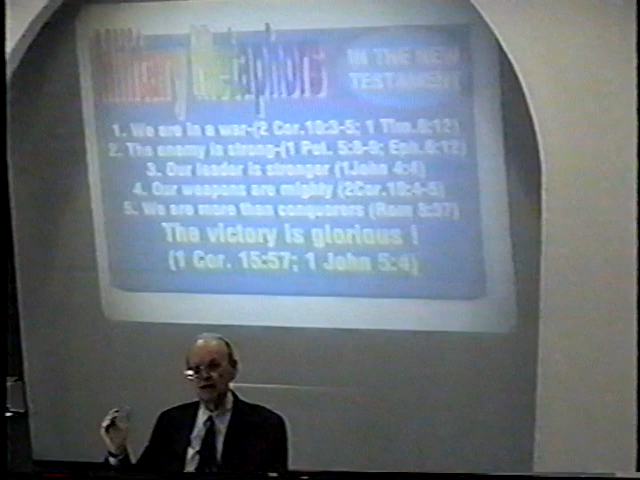 Military Metaphors
IN THE NEW
TESTAMENT
1. We are in a war-(2 Cor.10:3-5; 1 Tim.6:12)
2. The enemy is strong-(1 Pet. 5:8-9; Eph.6:12)
3. Our leader is stronger (1John 4:4)
4. Our weapons are mighty (2Cor.10:4-5)
5. We are more than conquerors (Rom 8:37)
The victory is glorious !
(1 Cor. 15:57; 1 John 5:4)